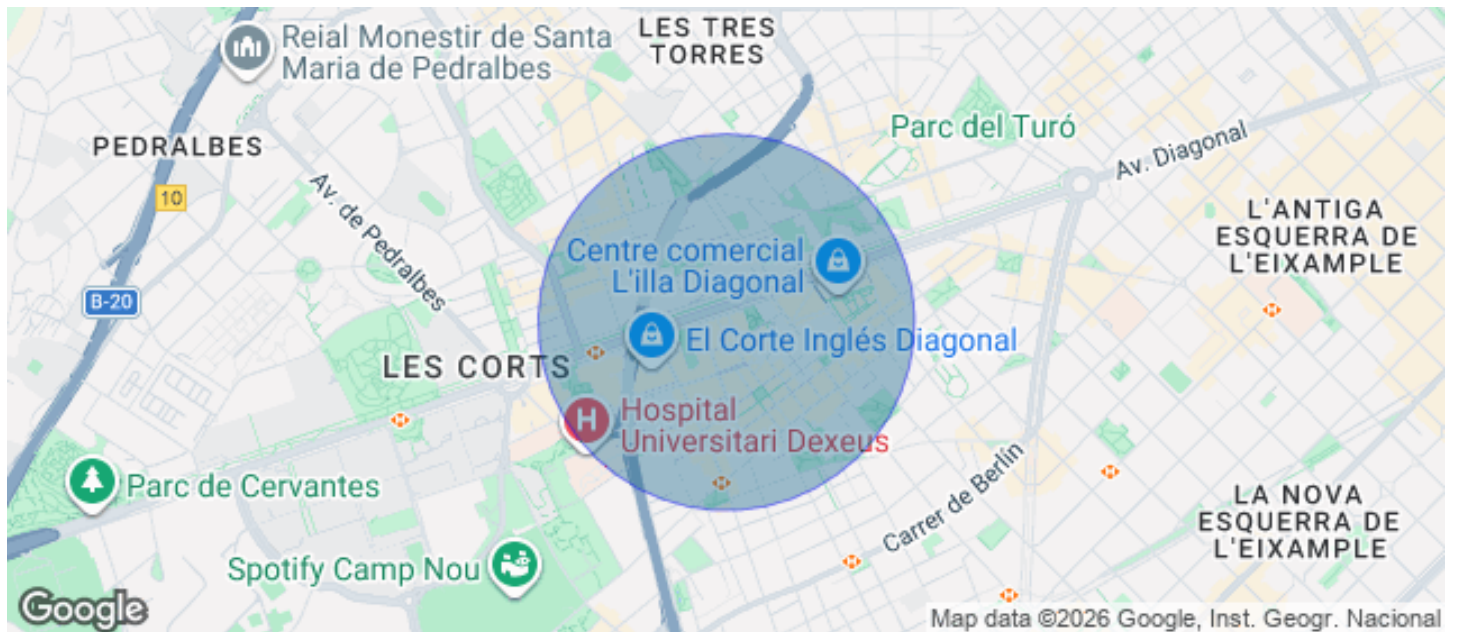 Reial Monestir de Santa
Maria de Pedralbes
LES TRES
TORRES
Parc del Turó
PEDRALBES
Av. Diagonal
10
Av. de Pedralbes
L'ANTIGA
ESQUERRA DE
L'EIXAMPLE
Centre comercial
L'illa Diagonal
B-20
El Corte Inglés Diagonal
LES CORTS
H
Hospital
Universitari Dexeus
Parc de Cervantes
Carrer de Berlín
LA NOVA
ESQUERRA DE
L'EIXAMPLE
Spotify Camp Nou
Google
Map data ©2026 Google, Inst. Geogr. Nacional